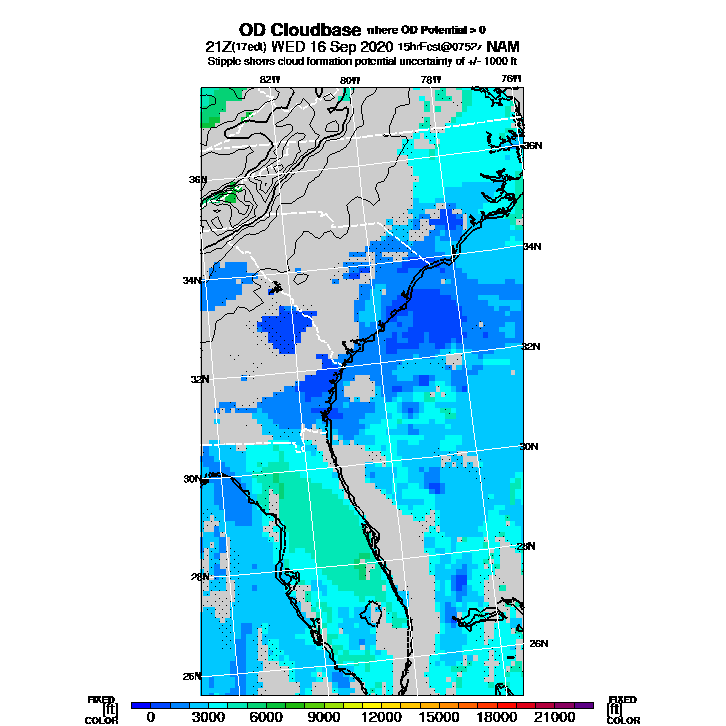 OD Cloudbase where OD Potential > 0
21Z(17edt) WED 16 Sep 2020 15hrFcst@0752z NAM
Stipple shows cloud formation potential uncertainty of +/- 1000 ft
82W 80W 78W 76W
36N 36N
34N 34N
32N 32N
30N 30N
28N 28N
26N 26N
FIXED FIXED
[ft] [ft]
COLOR COLOR
0 3000 6000 9000 12000 15000 18000 21000